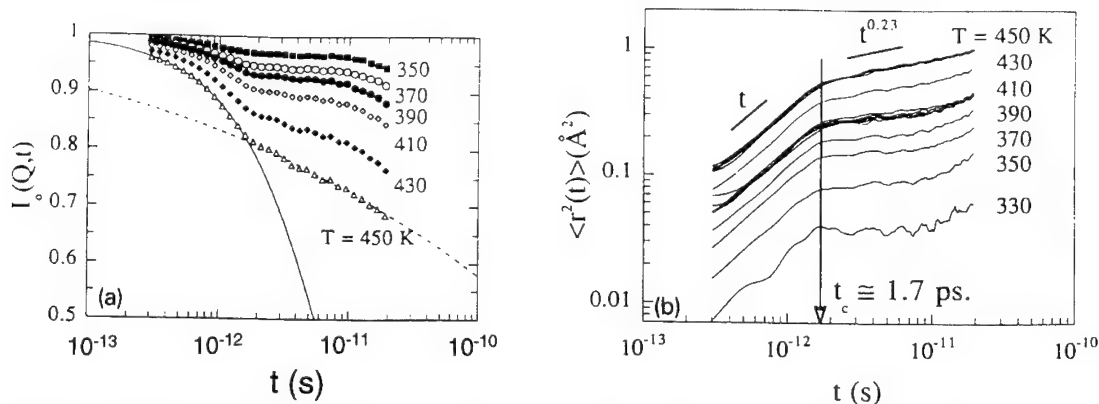 1
0.9
0.8
0.7
0.6
0.5
I_o(Q,t)
350
370
390
410
430
T = 450 K
(a)
10^-13
10^-12
10^-11
10^-10
t (s)
1
0.1
0.01
<r^2(t)>(Å^2)
t
t^0.23
T = 450 K
430
410
390
370
350
330
(b)
t_c ≅ 1.7 ps.
10^-13
10^-12
10^-11
10^-10
t (s)